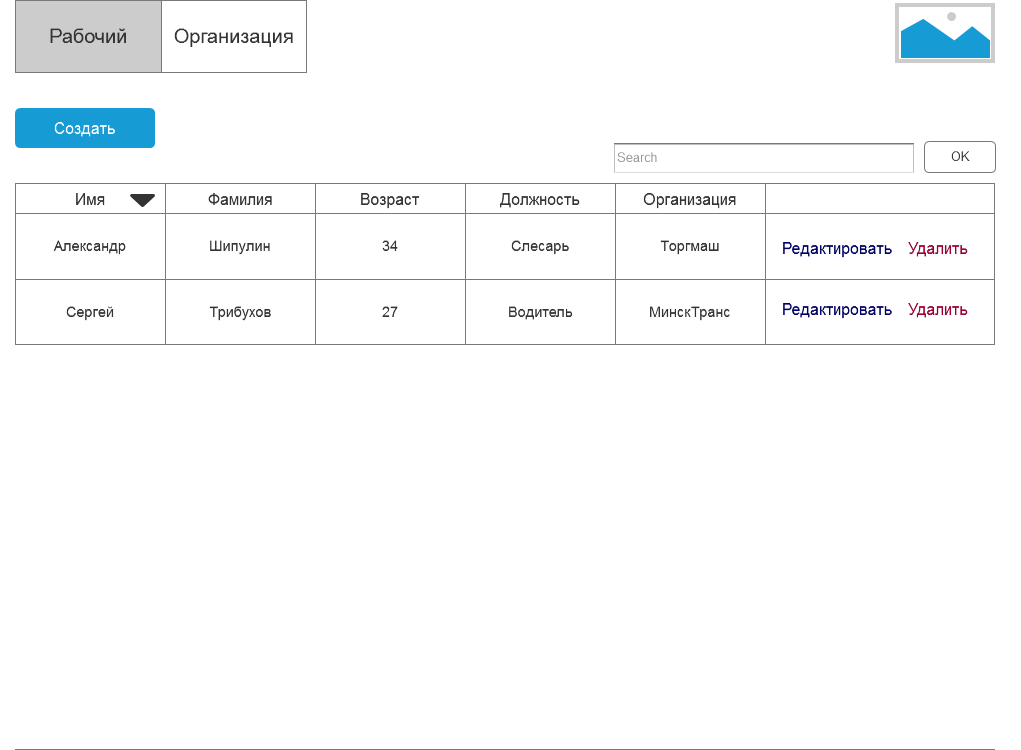 Рабочий Организация
Создать
Search OK
Имя Фамилия Возраст Должность Организация
Александр Шипулин 34 Слесарь Торгмаш Редактировать Удалить
Сергей Трибухов 27 Водитель МинскТранс Редактировать Удалить